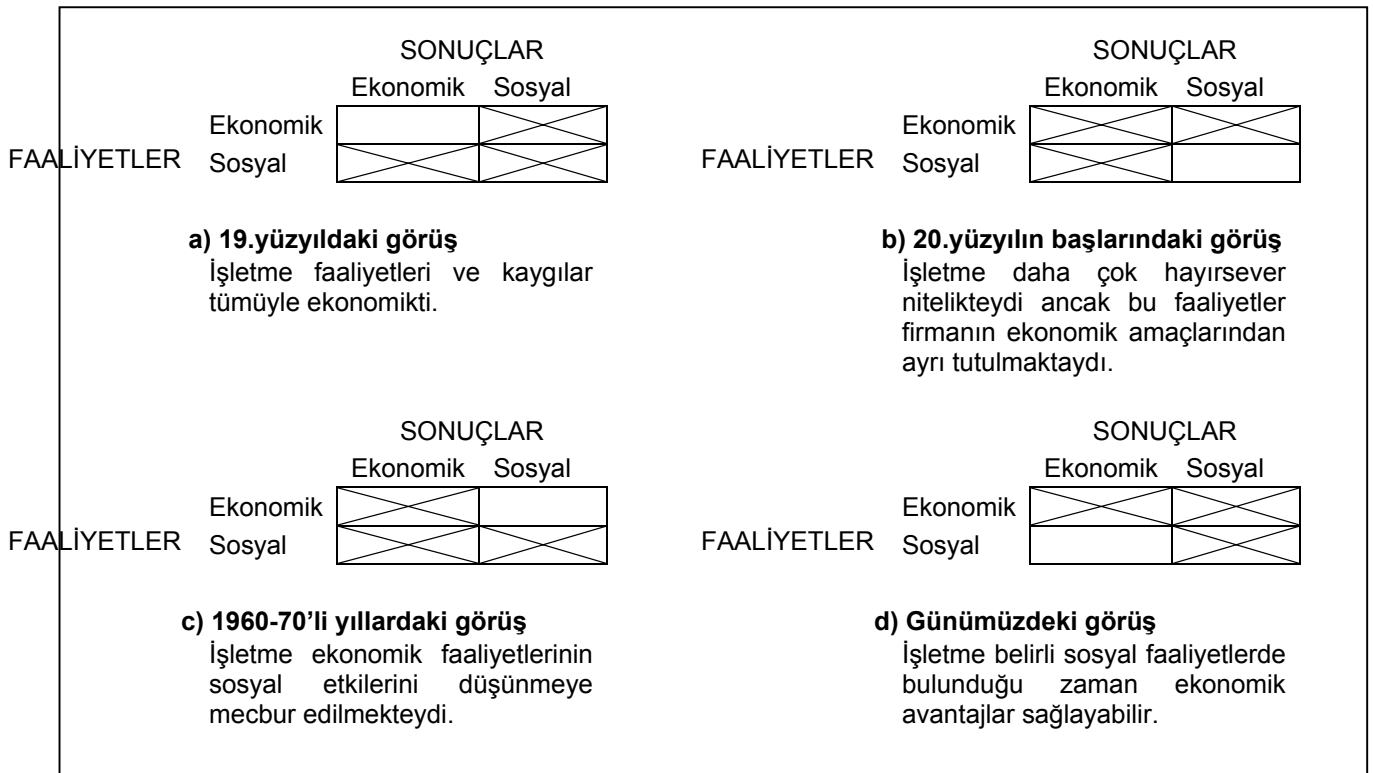 SONUÇLAR
Ekonomik Sosyal
Ekonomik
FAALİYETLER Sosyal
a) 19.yüzyıldaki görüş
İşletme faaliyetleri ve kaygılar
tümüyle ekonomikti.
SONUÇLAR
Ekonomik Sosyal
Ekonomik
FAALİYETLER Sosyal
b) 20.yüzyılın başlarındaki görüş
İşletme daha çok hayırsever
nitelikteydi ancak bu faaliyetler
firmanın ekonomik amaçlarından
ayrı tutulmaktaydı.
SONUÇLAR
Ekonomik Sosyal
Ekonomik
FAALİYETLER Sosyal
c) 1960-70’li yıllardaki görüş
İşletme ekonomik faaliyetlerinin
sosyal etkilerini düşünmeye
mecbur edilmekteydi.
SONUÇLAR
Ekonomik Sosyal
Ekonomik
FAALİYETLER Sosyal
d) Günümüzdeki görüş
İşletme belirli sosyal faaliyetlerde
bulunduğu zaman ekonomik
avantajlar sağlayabilir.